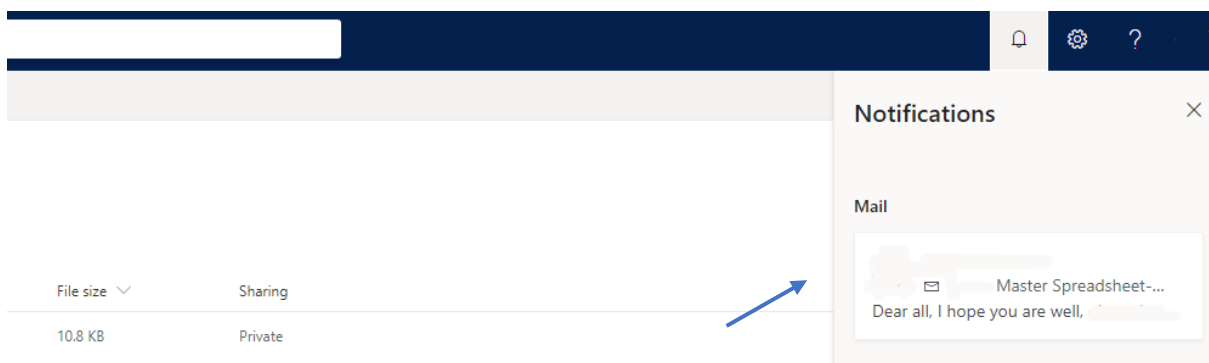 Notifications
Mail
Master Spreadsheet-...
Dear all, I hope you are well,
File size
Sharing
10.8 KB
Private